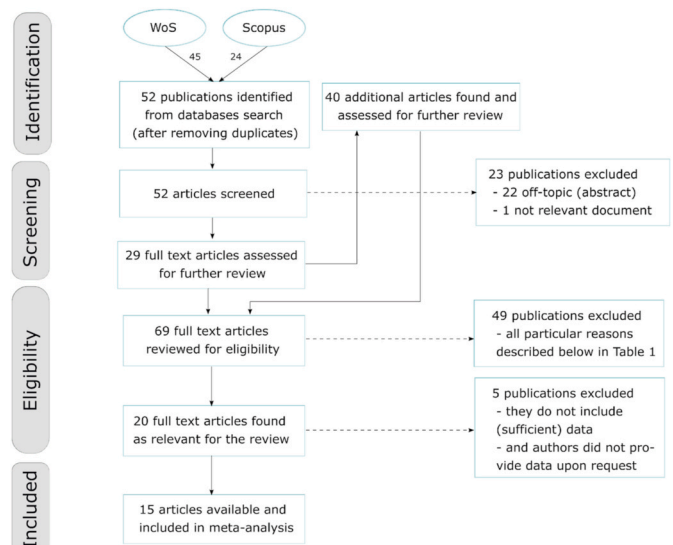 Identification
WoS
Scopus
45
24
52 publications identified
from databases search
(after removing duplicates)
40 additional articles found and
assessed for further review
Screening
52 articles screened
23 publications excluded
- 22 off-topic (abstract)
- 1 not relevant document
29 full text articles assessed
for further review
Eligibility
69 full text articles
reviewed for eligibility
49 publications excluded
- all particular reasons
described below in Table 1
20 full text articles found
as relevant for the review
5 publications excluded
- they do not include
(sufficient) data
- and authors did not pro-
vide data upon request
Included
15 articles available and
included in meta-analysis